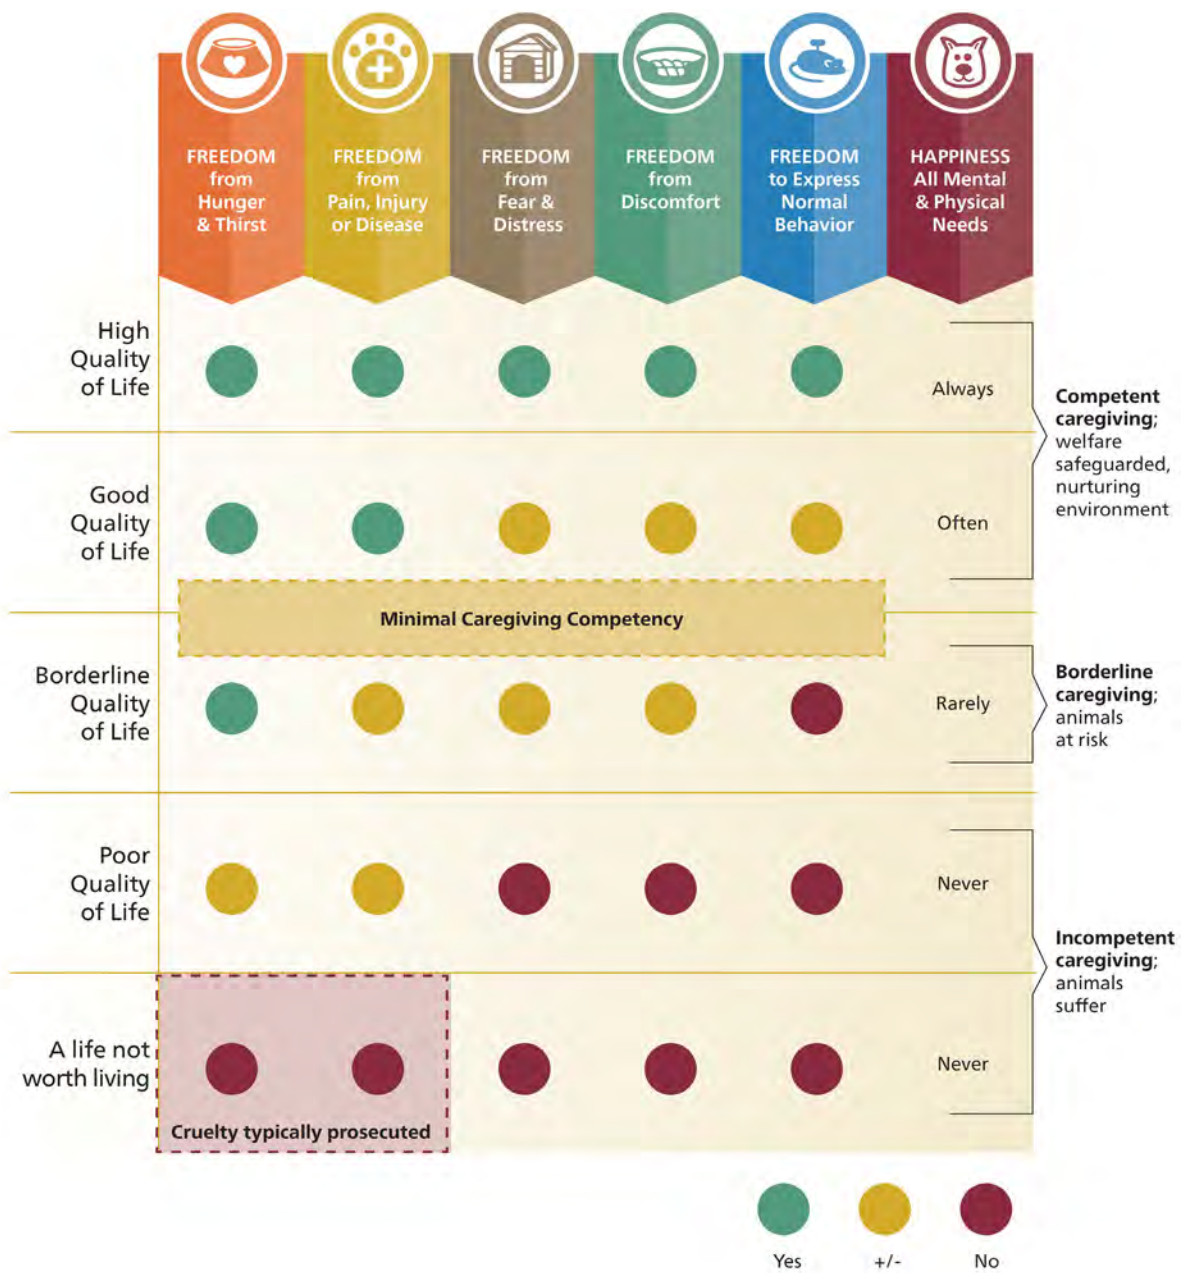 FREEDOM
from
Hunger
& Thirst
FREEDOM
from
Pain, Injury
or Disease
FREEDOM
from
Fear &
Distress
FREEDOM
from
Discomfort
FREEDOM
to Express
Normal
Behavior
HAPPINESS
All Mental
& Physical
Needs
High
Quality
of Life
Always
Competent
caregiving;
welfare
safeguarded,
nurturing
environment
Good
Quality
of Life
Often
Minimal Caregiving Competency
Borderline
Quality
of Life
Rarely
Borderline
caregiving;
animals
at risk
Poor
Quality
of Life
Never
Incompetent
caregiving;
animals
suffer
A life not
worth living
Never
Cruelty typically prosecuted
Yes
+/-
No